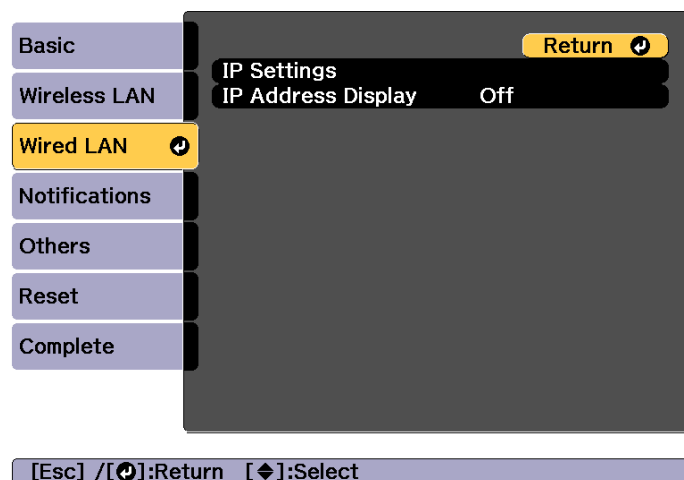 Basic
Wireless LAN
Wired LAN
Notifications
Others
Reset
Complete
Return
IP Settings
IP Address Display Off
[Esc] /[⏎]:Return [◆]:Select